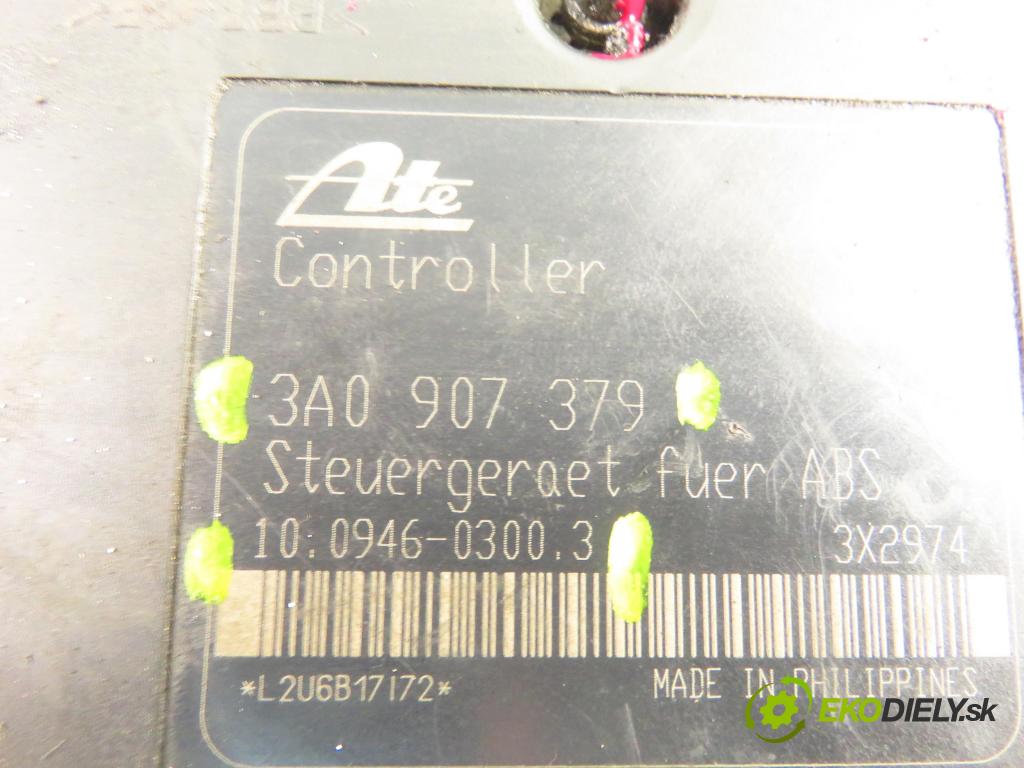 Ate
Controller
3A0 907 379
Steuergeraet fuer ABS
10.0946-0300.3 3X2974
*L2U6B17i72*
MADE IN PHILIPPINES
EKODIELY.sk